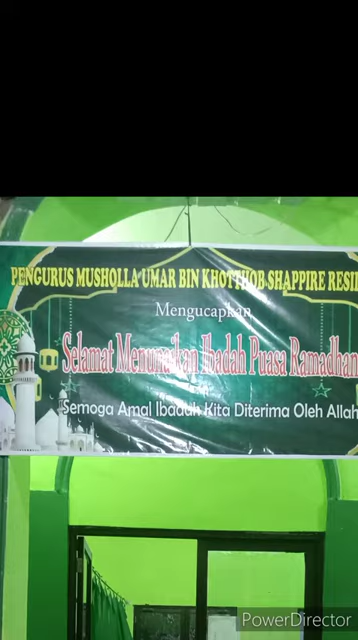 PENGURUS MUSHOLLA UMAR BIN KHOTTHOB SHAPPIRE RESI
Mengucapkan
Selamat Menunaikan Ibadah Puasa Ramadhan
Semoga Amal Ibadah Kita Diterima Oleh Allah
PowerDirector